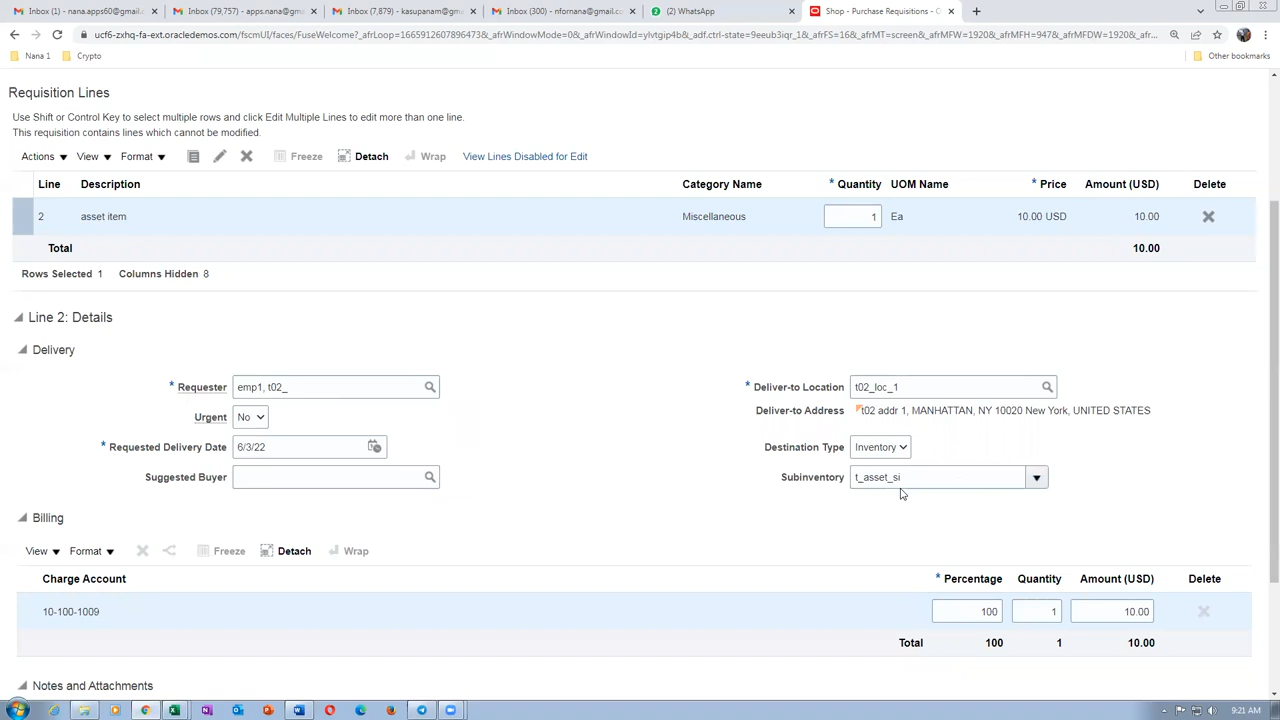 Inbox (1) - nana.apps60@gmail.c
Inbox (79,757) - apps.nana@gma
Inbox (7,879) - kasupanam@gma
Inbox (300) - nfornana@gmail.co
(2) WhatsApp
Shop - Purchase Requisitions - O
ucf6-zxhq-fa-ext.oracledemos.com/fscmUI/faces/FuseWelcome?_afrLoop=1665912607896473&_afrWindowMode=0&_afrWindowId=ylvtgip4b&_adf.ctrl-state=9eeub3iqr_1&_afrFS=16&_afrMT=screen&_afrMFW=1920&_afrMFH=947&_afrMFDW=1920&_afr...
Nana 1
Crypto
Other bookmarks
Requisition Lines
Use Shift or Control Key to select multiple rows and click Edit Multiple Lines to edit more than one line.
This requisition contains lines which cannot be modified.
Actions View Format Freeze Detach Wrap View Lines Disabled for Edit
Line Description Category Name * Quantity UOM Name * Price Amount (USD) Delete
2 asset item Miscellaneous 1 Ea 10.00 USD 10.00
Total 10.00
Rows Selected 1 Columns Hidden 8
Line 2: Details
Delivery
* Requester emp1, t02_
* Deliver-to Location t02_loc_1
Urgent No
Deliver-to Address t02 addr 1, MANHATTAN, NY 10020 New York, UNITED STATES
* Requested Delivery Date 6/3/22
Destination Type Inventory
Suggested Buyer
Subinventory t_asset_si
Billing
View Format Freeze Detach Wrap
Charge Account * Percentage Quantity Amount (USD) Delete
10-100-1009 100 1 10.00
Total 100 1 10.00
Notes and Attachments
9:21 AM